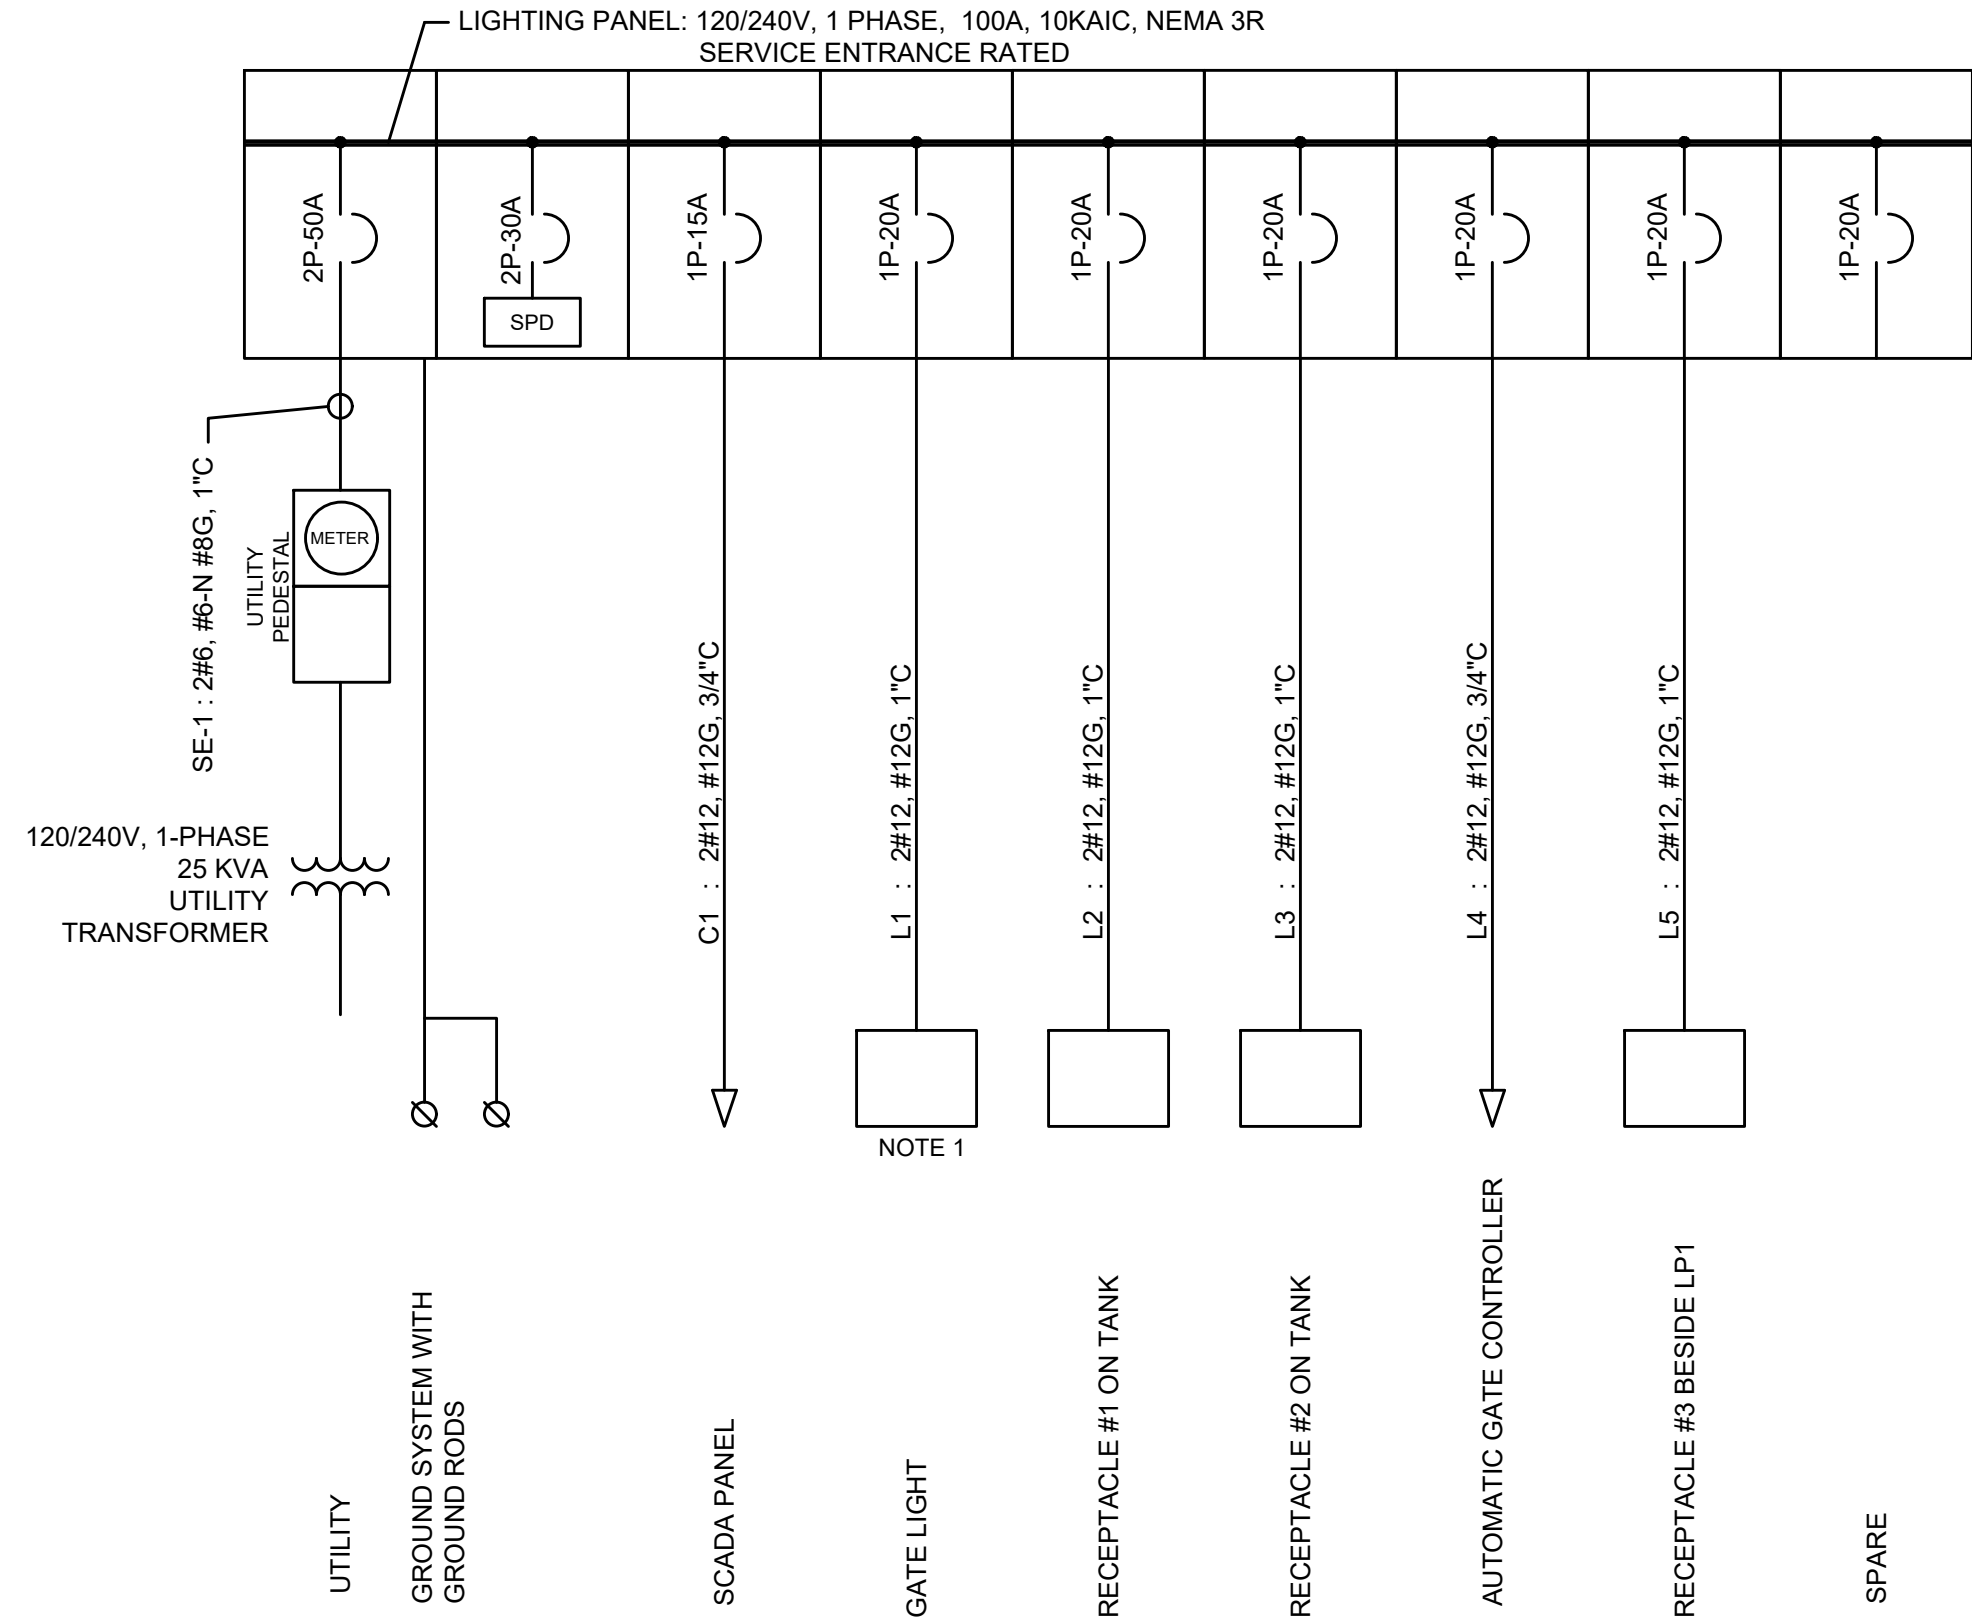 LIGHTING PANEL: 120/240V, 1 PHASE, 100A, 10KAIC, NEMA 3R
SERVICE ENTRANCE RATED
2P-50A
2P-30A
1P-15A
1P-20A
1P-20A
1P-20A
1P-20A
1P-20A
1P-20A
SPD
SE-1 : 2#6, #6-N #8G, 1"C
METER
UTILITY
PEDESTAL
120/240V, 1-PHASE
25 KVA
UTILITY
TRANSFORMER
C1 : 2#12, #12G, 3/4"C
L1 : 2#12, #12G, 1"C
L2 : 2#12, #12G, 1"C
L3 : 2#12, #12G, 1"C
L4 : 2#12, #12G, 3/4"C
L5 : 2#12, #12G, 1"C
NOTE 1
UTILITY
GROUND SYSTEM WITH
GROUND RODS
SCADA PANEL
GATE LIGHT
RECEPTACLE #1 ON TANK
RECEPTACLE #2 ON TANK
AUTOMATIC GATE CONTROLLER
RECEPTACLE #3 BESIDE LP1
SPARE